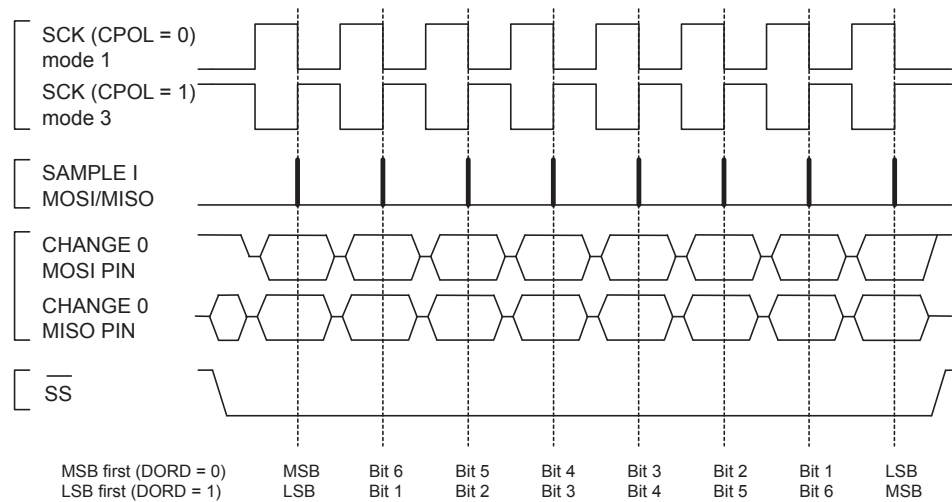 SCK (CPOL = 0)
mode 1
SCK (CPOL = 1)
mode 3
SAMPLE I
MOSI/MISO
CHANGE 0
MOSI PIN
CHANGE 0
MISO PIN
SS
MSB first (DORD = 0) MSB Bit 6 Bit 5 Bit 4 Bit 3 Bit 2 Bit 1 LSB
LSB first (DORD = 1) LSB Bit 1 Bit 2 Bit 3 Bit 4 Bit 5 Bit 6 MSB